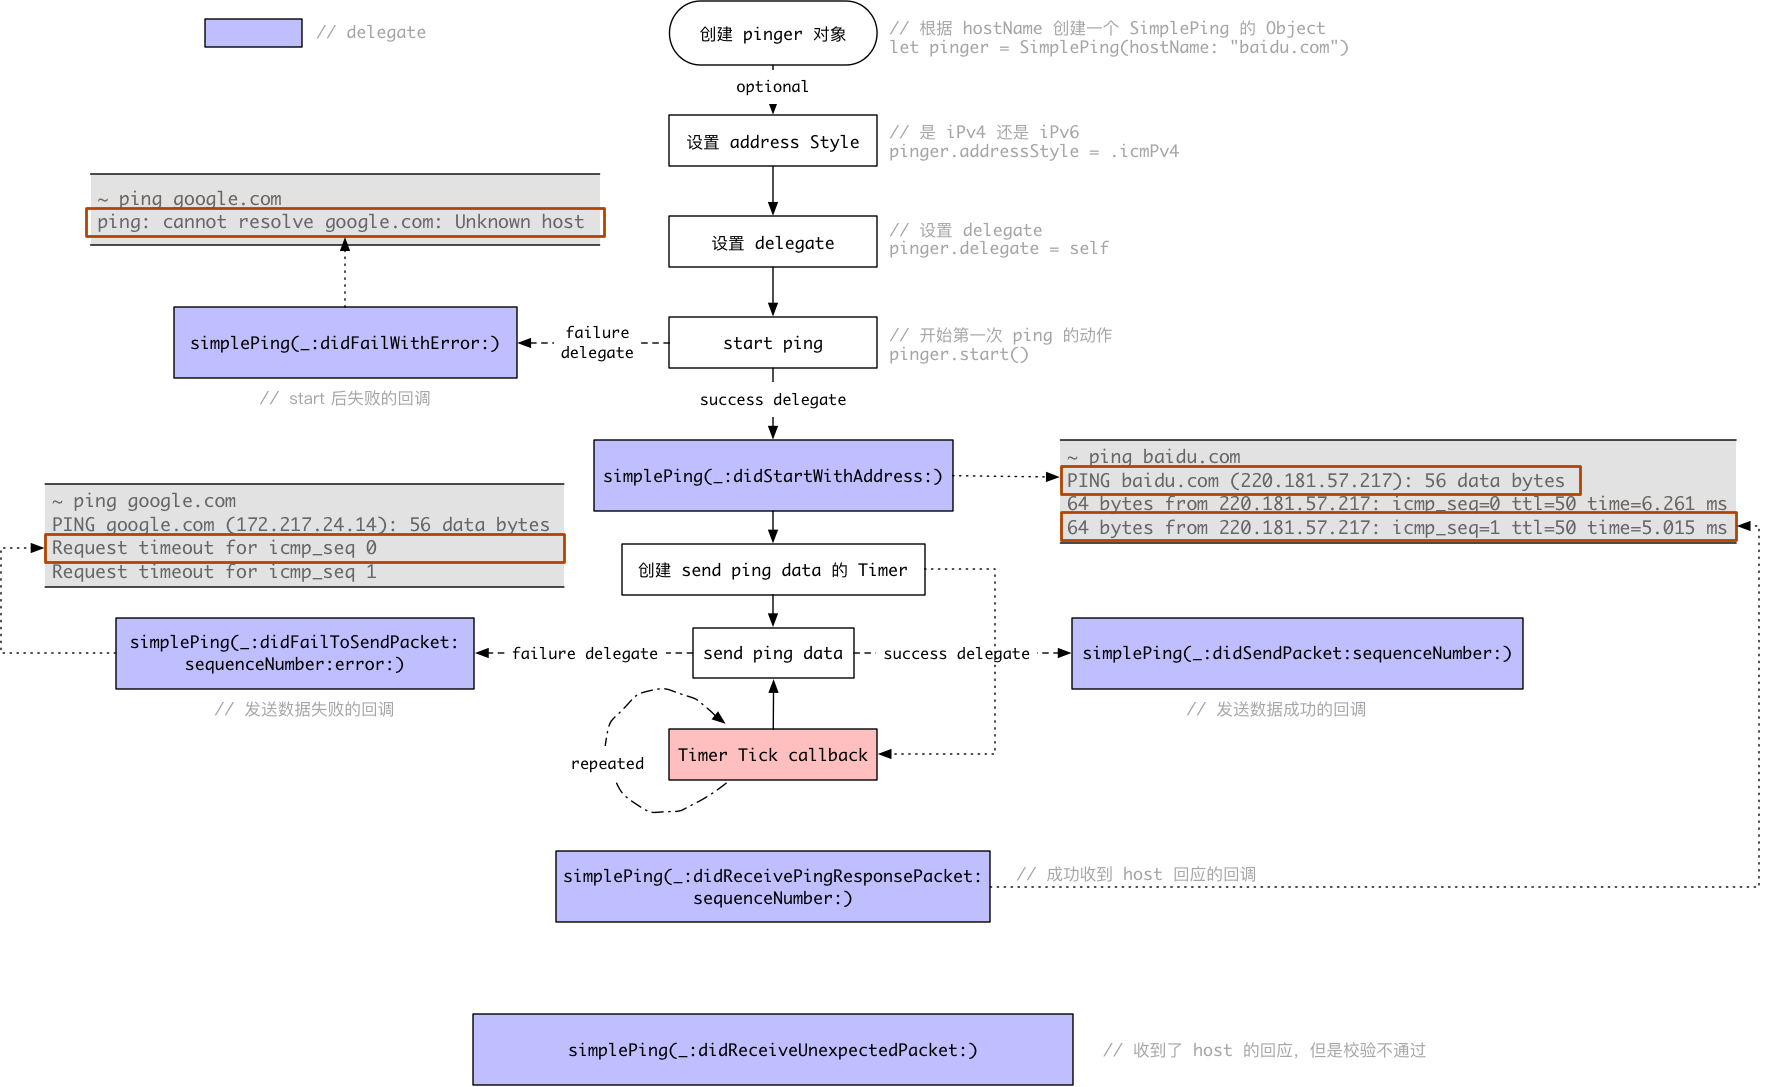 // delegate
创建 pinger 对象
// 根据 hostName 创建一个 SimplePing 的 Object
let pinger = SimplePing(hostName: "baidu.com")
optional
设置 address Style
// 是 iPv4 还是 iPv6
pinger.addressStyle = .icmPv4
~ ping google.com
ping: cannot resolve google.com: Unknown host
设置 delegate
// 设置 delegate
pinger.delegate = self
simplePing(_:didFailWithError:)
failure
delegate
start ping
// 开始第一次 ping 的动作
pinger.start()
// start 后失败的回调
success delegate
simplePing(_:didStartWithAddress:)
~ ping baidu.com
PING baidu.com (220.181.57.217): 56 data bytes
64 bytes from 220.181.57.217: icmp_seq=0 ttl=50 time=6.261 ms
64 bytes from 220.181.57.217: icmp_seq=1 ttl=50 time=5.015 ms
~ ping google.com
PING google.com (172.217.24.14): 56 data bytes
Request timeout for icmp_seq 0
Request timeout for icmp_seq 1
创建 send ping data 的 Timer
simplePing(_:didFailToSendPacket:
sequenceNumber:error:)
failure delegate
send ping data
success delegate
simplePing(_:didSendPacket:sequenceNumber:)
// 发送数据失败的回调
// 发送数据成功的回调
Timer Tick callback
repeated
simplePing(_:didReceivePingResponsePacket:
sequenceNumber:)
// 成功收到 host 回应的回调
simplePing(_:didReceiveUnexpectedPacket:)
// 收到了 host 的回应，但是校验不通过